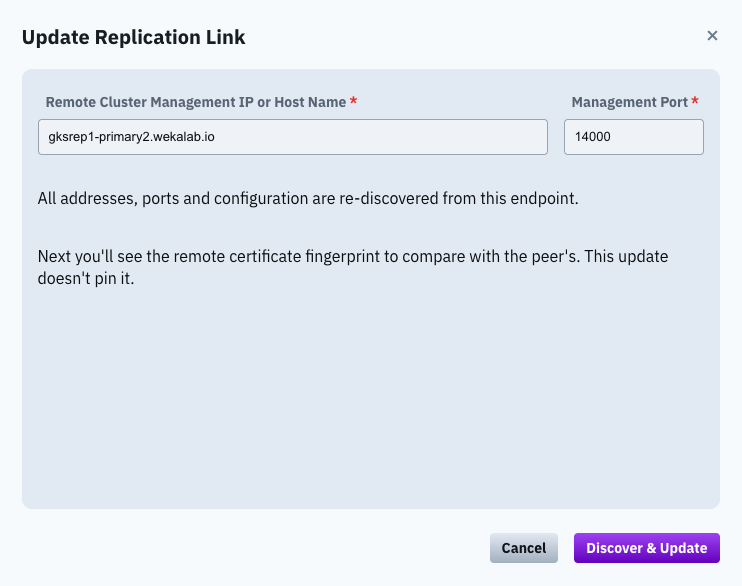 Update Replication Link
×
Remote Cluster Management IP or Host Name *
Management Port *
gksrep1-primary2.wekalab.io
14000
All addresses, ports and configuration are re-discovered from this endpoint.
Next you'll see the remote certificate fingerprint to compare with the peer's. This update
doesn't pin it.
Cancel
Discover & Update